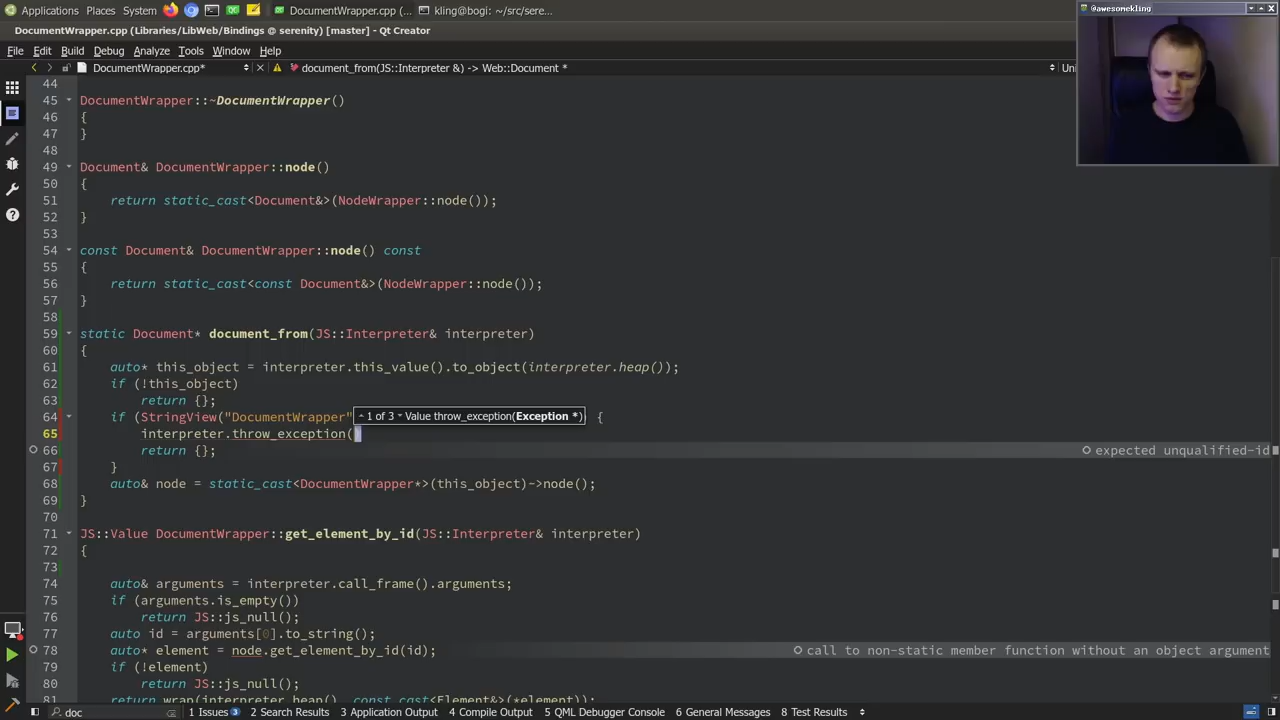 Applications Places System DocumentWrapper.cpp (... kling@bogi: ~/src/sere...
@awesomekling
DocumentWrapper.cpp (Libraries/LibWeb/Bindings @ serenity) [master] - Qt Creator
File Edit Build Debug Analyze Tools Window Help
DocumentWrapper.cpp* document_from(JS::Interpreter &) -> Web::Document * Uni
44
45 DocumentWrapper::~DocumentWrapper()
46 {
47 }
48
49 Document& DocumentWrapper::node()
50 {
51 return static_cast<Document&>(NodeWrapper::node());
52 }
53
54 const Document& DocumentWrapper::node() const
55 {
56 return static_cast<const Document&>(NodeWrapper::node());
57 }
58
59 static Document* document_from(JS::Interpreter& interpreter)
60 {
61 auto* this_object = interpreter.this_value().to_object(interpreter.heap());
62 if (!this_object)
63 return {};
64 if (StringView("DocumentWrapper" 1 of 3 Value throw_exception(Exception *) {
65 interpreter.throw_exception()
66 return {}; expected unqualified-id
67 }
68 auto& node = static_cast<DocumentWrapper*>(this_object)->node();
69 }
70
71 JS::Value DocumentWrapper::get_element_by_id(JS::Interpreter& interpreter)
72 {
73
74 auto& arguments = interpreter.call_frame().arguments;
75 if (arguments.is_empty())
76 return JS::js_null();
77 auto id = arguments[0].to_string();
78 auto* element = node.get_element_by_id(id); call to non-static member function without an object argument
79 if (!element)
80 return JS::js_null();
81 return wrap(interpreter.heap(), const_cast<Element&>(*element));
doc 1 Issues 3 2 Search Results 3 Application Output 4 Compile Output 5 QML Debugger Console 6 General Messages 8 Test Results